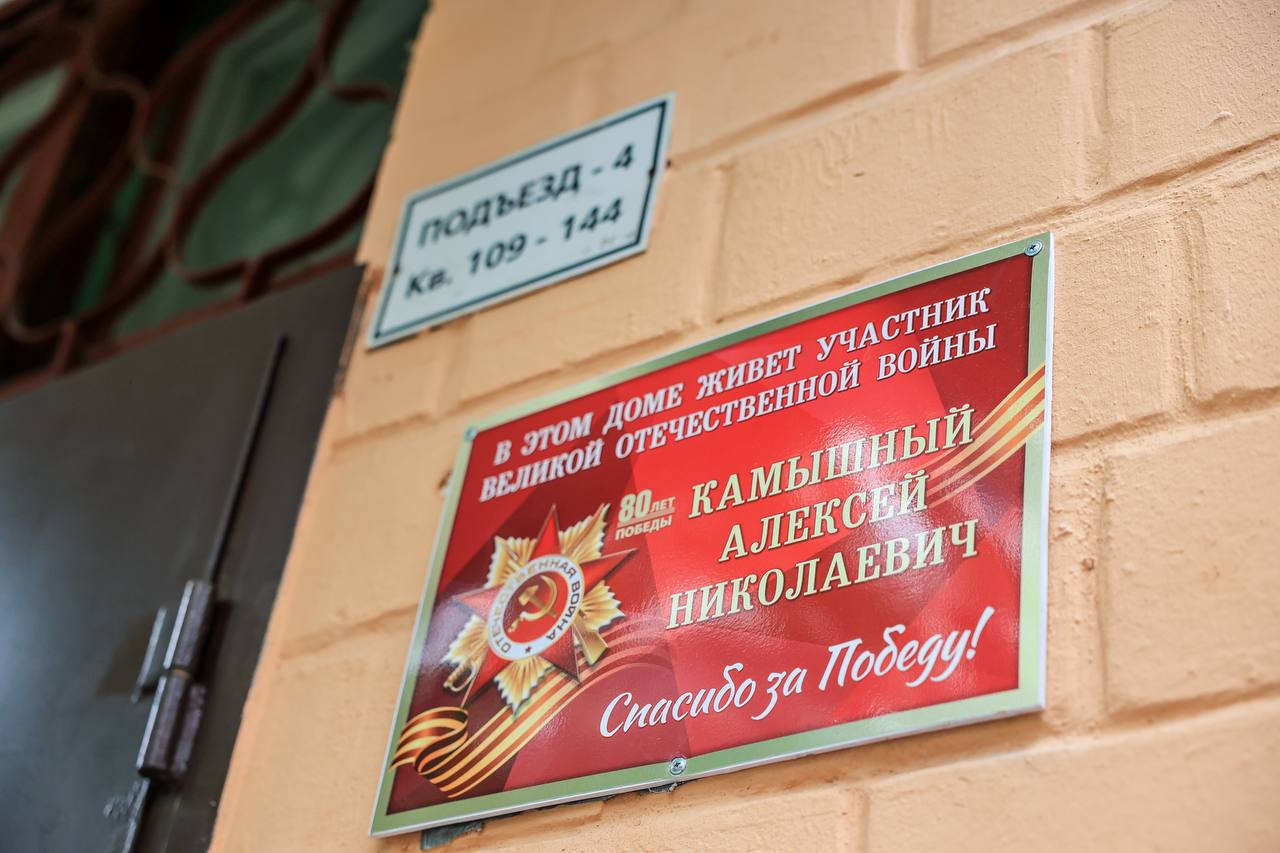 ПОДЪЕЗД - 4
Кв. 109 - 144
В ЭТОМ ДОМЕ ЖИВЕТ УЧАСТНИК
ВЕЛИКОЙ ОТЕЧЕСТВЕННОЙ ВОЙНЫ
80 ЛЕТ
ПОБЕДЫ
КАМЫШНЫЙ
АЛЕКСЕЙ
НИКОЛАЕВИЧ
ОТЕЧЕСТВЕННАЯ ВОЙНА
Спасибо за Победу!